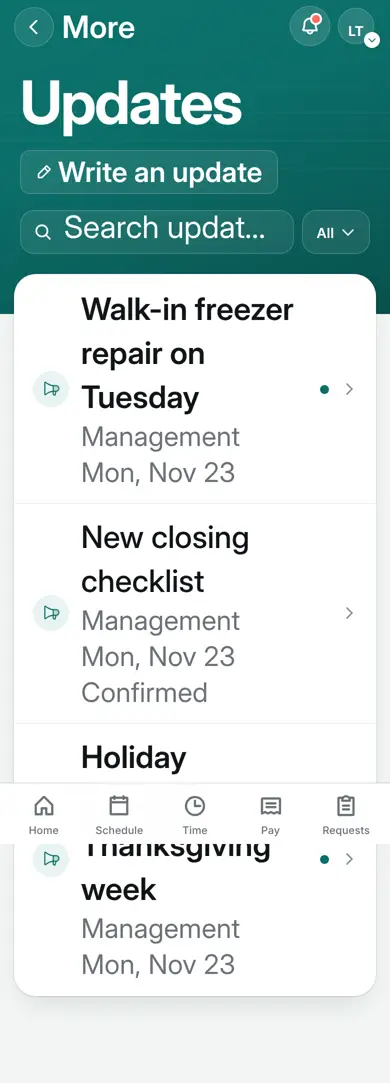 More
LT
Updates
Write an update
Search updat...
All
Walk-in freezer
repair on
Tuesday
Management
Mon, Nov 23
New closing
checklist
Management
Mon, Nov 23
Confirmed
Holiday
Home
Schedule
Time
Pay
Requests
Thanksgiving
week
Management
Mon, Nov 23